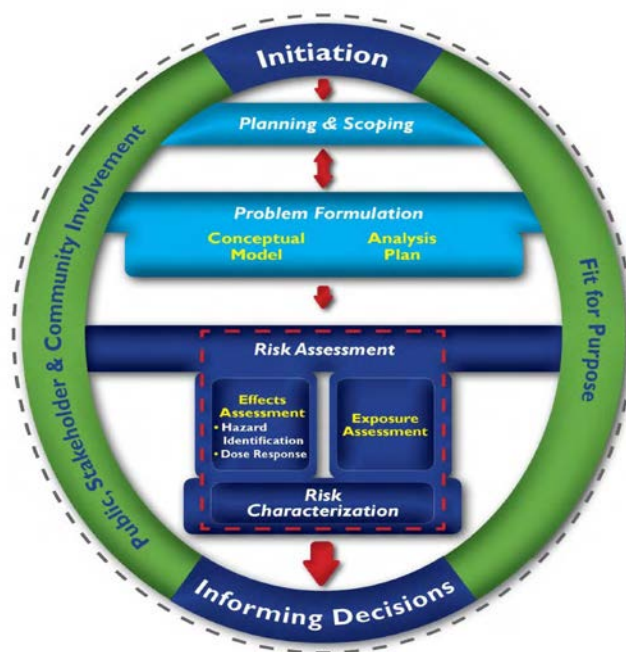 Initiation
Planning & Scoping
Problem Formulation
Conceptual
Model
Analysis
Plan
Public, Stakeholder & Community Involvement
Fit for Purpose
Risk Assessment
Effects
Assessment
• Hazard
Identification
• Dose Response
Exposure
Assessment
Risk
Characterization
Informing Decisions